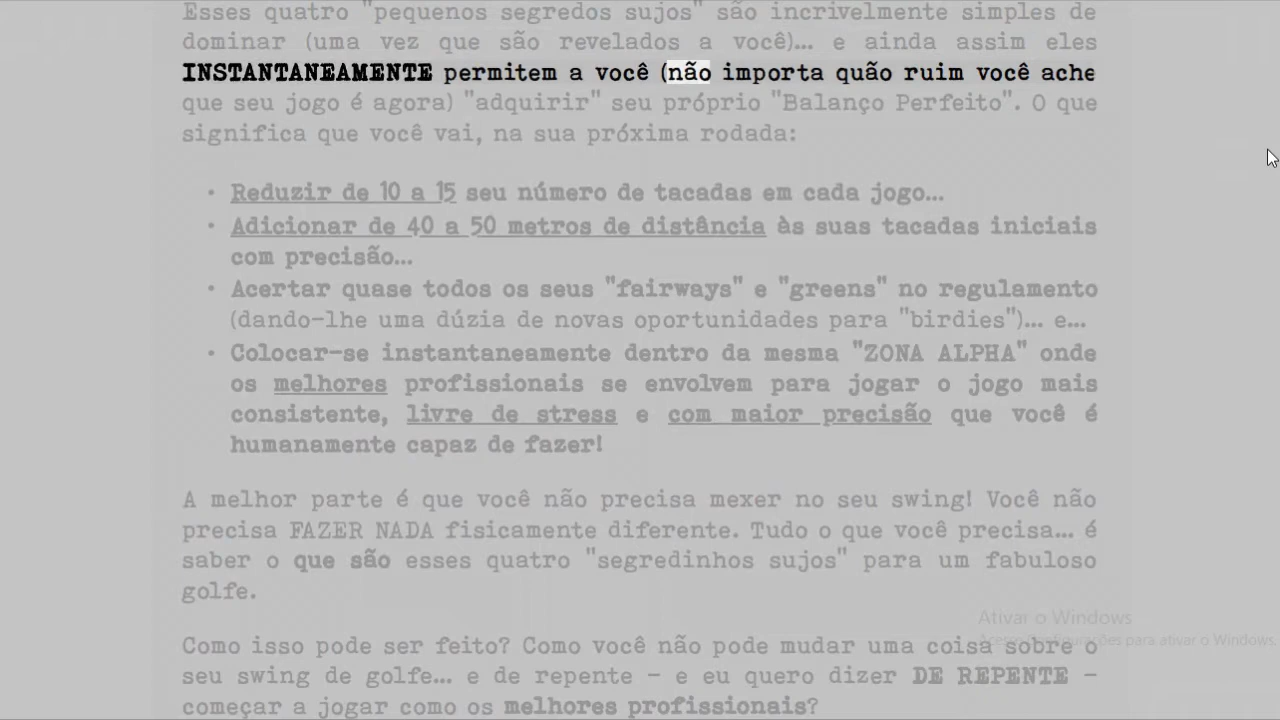 Esses quatro "pequenos segredos sujos" são incrivelmente simples de
dominar (uma vez que são revelados a você)... e ainda assim eles
INSTANTANEAMENTE permitem a você (não importa quão ruim você ache
que seu jogo é agora) "adquirir" seu próprio "Balanço Perfeito". O que
significa que você vai, na sua próxima rodada:
• Reduzir de 10 a 15 seu número de tacadas em cada jogo...
• Adicionar de 40 a 50 metros de distância às suas tacadas iniciais
com precisão...
• Acertar quase todos os seus "fairways" e "greens" no regulamento
(dando-lhe uma dúzia de novas oportunidades para "birdies")... e...
• Colocar-se instantaneamente dentro da mesma "ZONA ALPHA" onde
os melhores profissionais se envolvem para jogar o jogo mais
consistente, livre de stress e com maior precisão que você é
humanamente capaz de fazer!
A melhor parte é que você não precisa mexer no seu swing! Você não
precisa FAZER NADA fisicamente diferente. Tudo o que você precisa... é
saber o que são esses quatro "segredinhos sujos" para um fabuloso
golfe.
Ativar o Windows
Acesse Configurações para ativar o Windows.
Como isso pode ser feito? Como você não pode mudar uma coisa sobre o
seu swing de golfe... e de repente - e eu quero dizer DE REPENTE -
começar a jogar como os melhores profissionais?